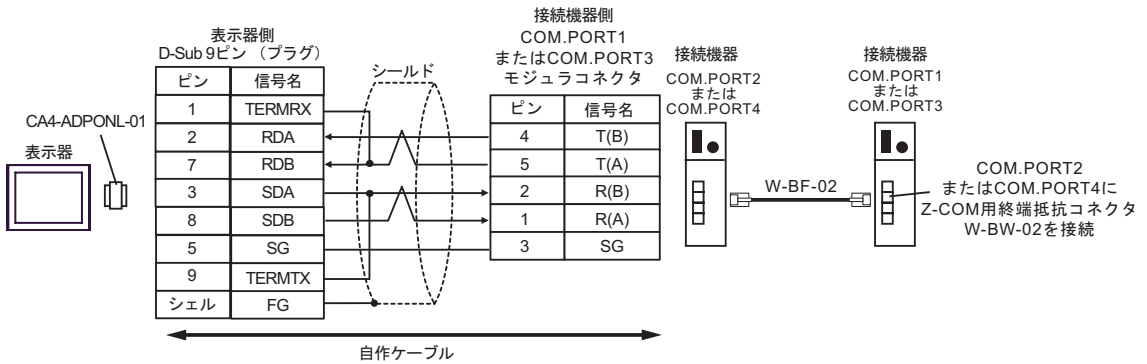 CA4-ADPONL-01
表示器
表示器側
D-Sub 9ピン (プラグ)
ピン 信号名
1 TERMRX
2 RDA
7 RDB
3 SDA
8 SDB
5 SG
9 TERMTX
シェル FG
シールド
接続機器側
COM.PORT1
またはCOM.PORT3
モジュラコネクタ
ピン 信号名
4 T(B)
5 T(A)
2 R(B)
1 R(A)
3 SG
自作ケーブル
接続機器
COM.PORT2
または
COM.PORT4
W-BF-02
接続機器
COM.PORT1
または
COM.PORT3
COM.PORT2
またはCOM.PORT4に
Z-COM用終端抵抗コネクタ
W-BW-02を接続